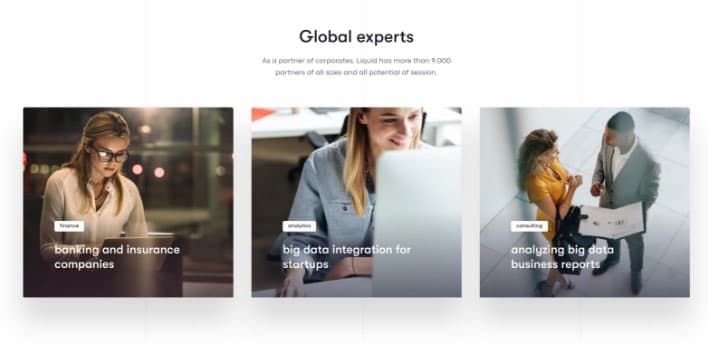 Global experts
As a partner of corporates, Liquid has more than 9,000
partners of all sizes and all potential of session.
finance
banking and insurance
companies
analytics
big data integration for
startups
consulting
analyzing big data
business reports